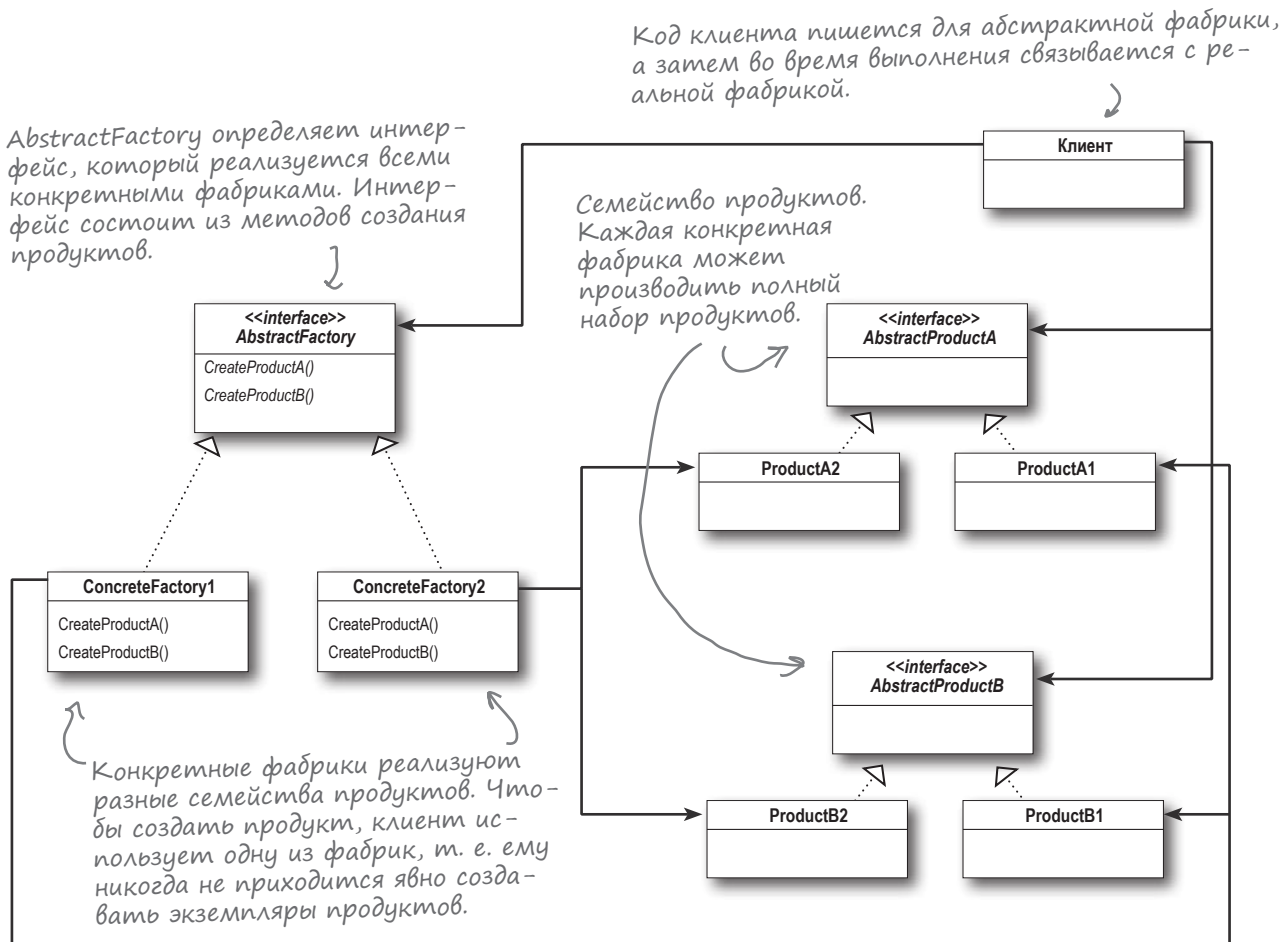 Код клиента пишется для абстрактной фабрики,
а затем во время выполнения связывается с ре-
альной фабрикой.
AbstractFactory определяет интер-
фейс, который реализуется всеми
конкретными фабриками. Интер-
фейс состоит из методов создания
продуктов.
Клиент
Семейство продуктов.
Каждая конкретная
фабрика может
производить полный
набор продуктов.
<<interface>>
AbstractFactory
CreateProductA()
CreateProductB()
<<interface>>
AbstractProductA
ProductA2
ProductA1
ConcreteFactory1
CreateProductA()
CreateProductB()
ConcreteFactory2
CreateProductA()
CreateProductB()
<<interface>>
AbstractProductB
ProductB2
ProductB1
Конкретные фабрики реализуют
разные семейства продуктов. Что-
бы создать продукт, клиент ис-
пользует одну из фабрик, т. е. ему
никогда не приходится явно созда-
вать экземпляры продуктов.